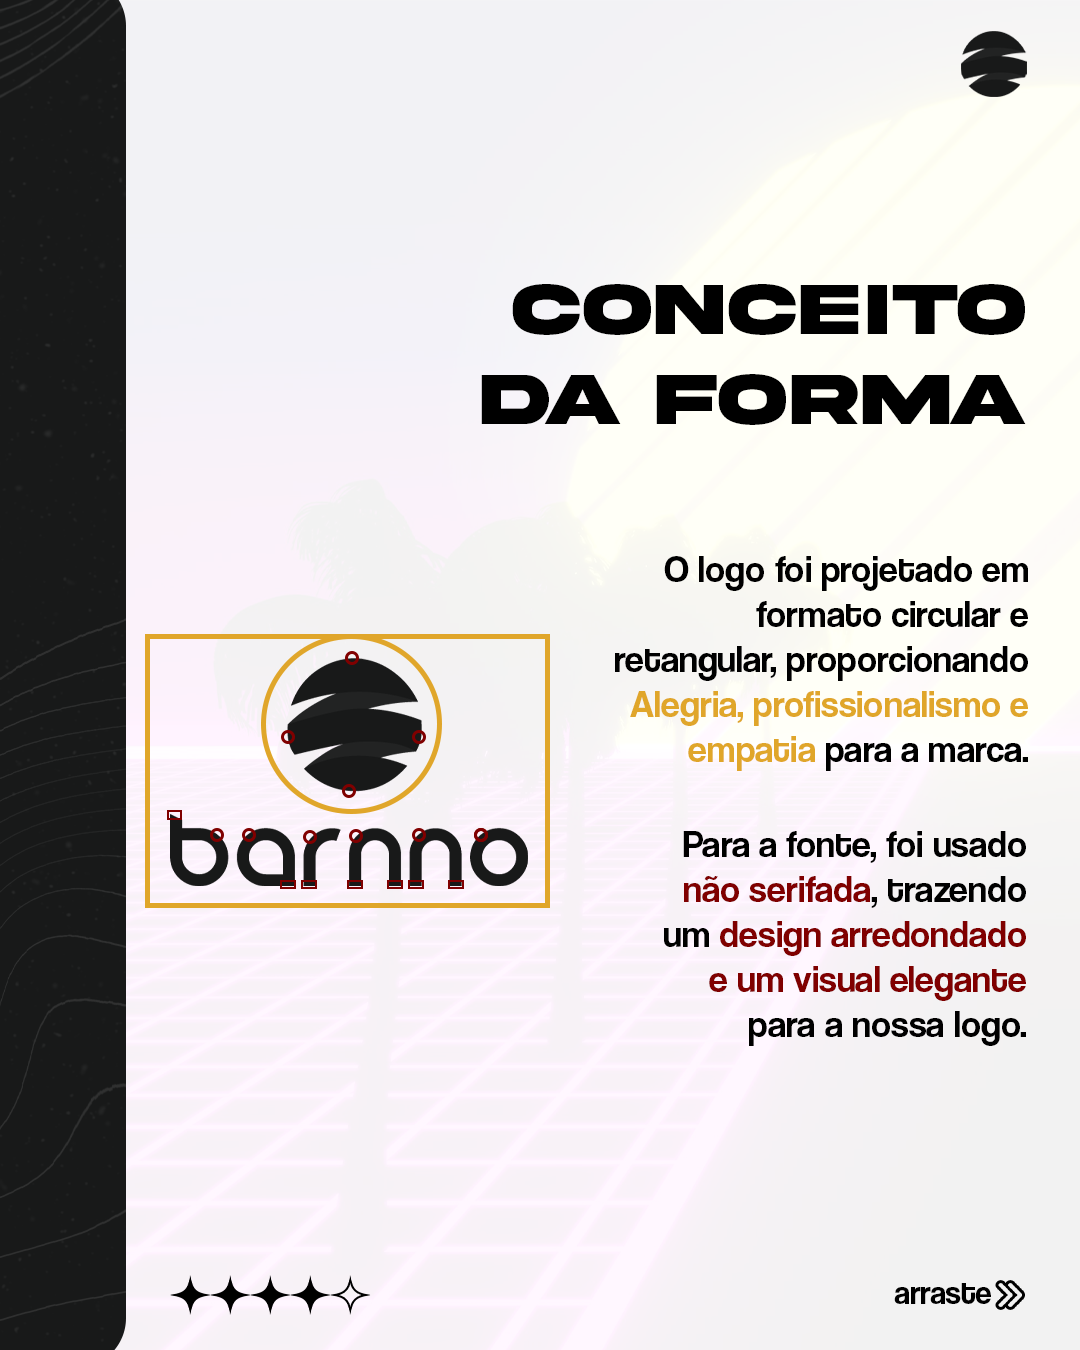 CONCEITO
DA FORMA
O logo foi projetado em
formato circular e
retangular, proporcionando
Alegria, profissionalismo e
empatia para a marca.
barnno
Para a fonte, foi usado
não serifada, trazendo
um design arredondado
e um visual elegante
para a nossa logo.
arraste